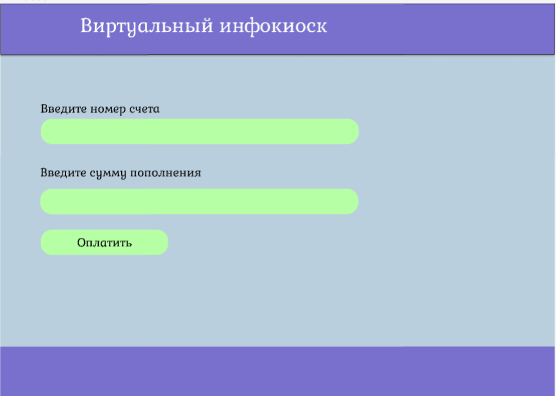 Виртуальный инфокиоск
Введите номер счета
Введите сумму пополнения
Оплатить